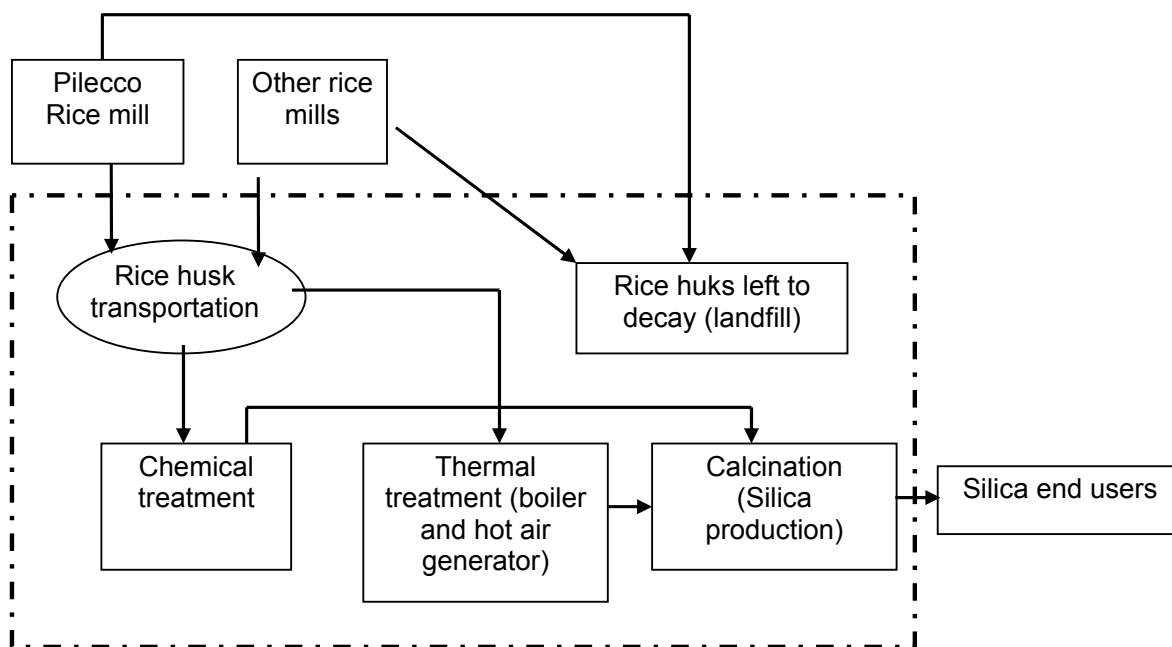 Pilecco
Rice mill
Other rice
mills
Rice husk
transportation
Rice huks left to
decay (landfill)
Chemical
treatment
Thermal
treatment (boiler
and hot air
generator)
Calcination
(Silica
production)
Silica end users